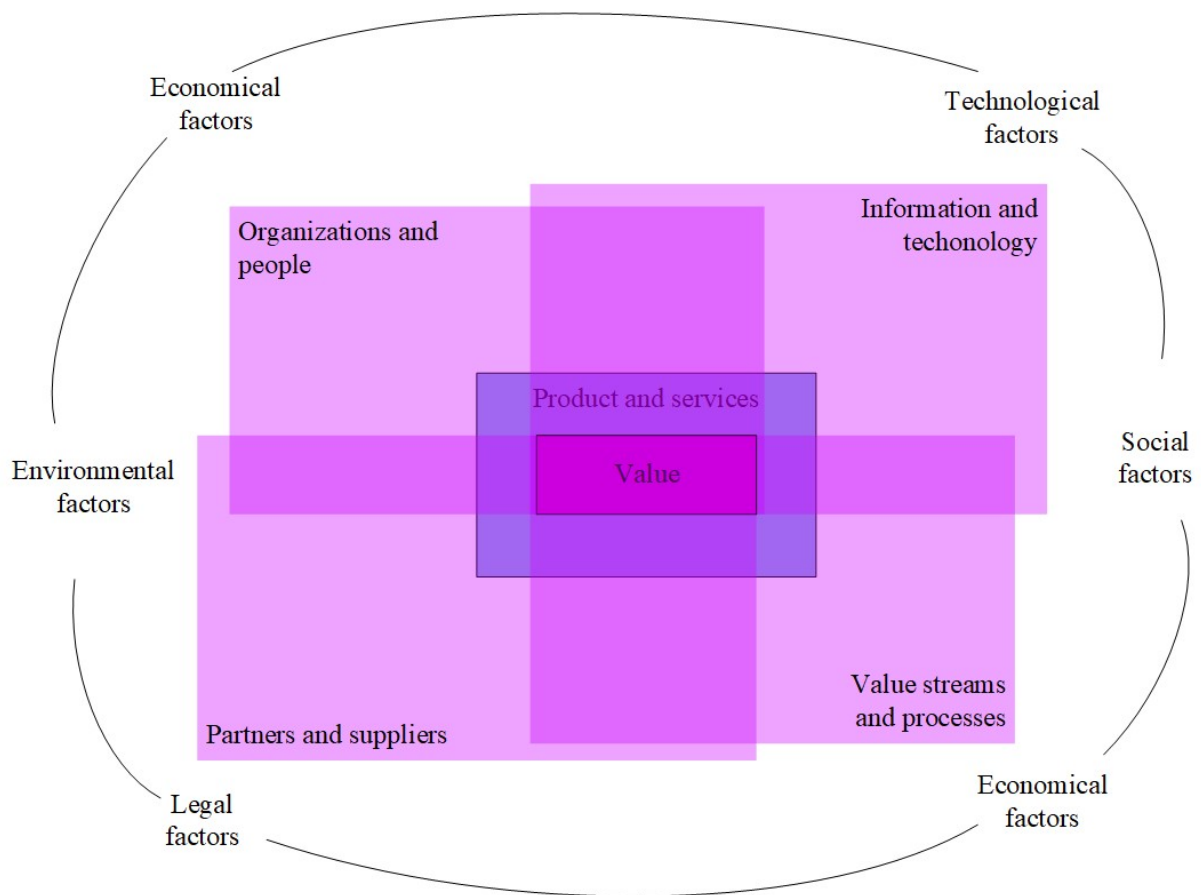 Economical
factors
Technological
factors
Organizations and
people
Information and
techonology
Product and services
Value
Environmental
factors
Social
factors
Value streams
and processes
Partners and suppliers
Legal
factors
Economical
factors